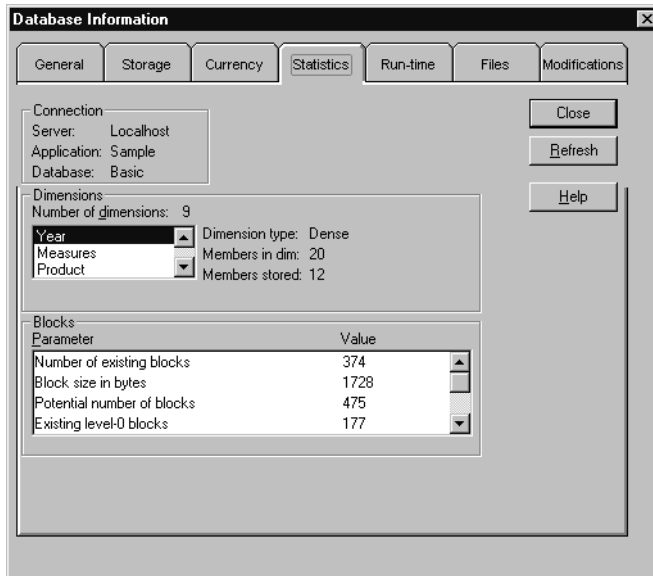 Database Information
General Storage Currency Statistics Run-time Files Modifications
Connection
Server: Localhost
Application: Sample
Database: Basic
Close
Refresh
Help
Dimensions
Number of dimensions: 9
Year
Measures
Product
Dimension type: Dense
Members in dim: 20
Members stored: 12
Blocks
Parameter Value
Number of existing blocks 374
Block size in bytes 1728
Potential number of blocks 475
Existing level-0 blocks 177